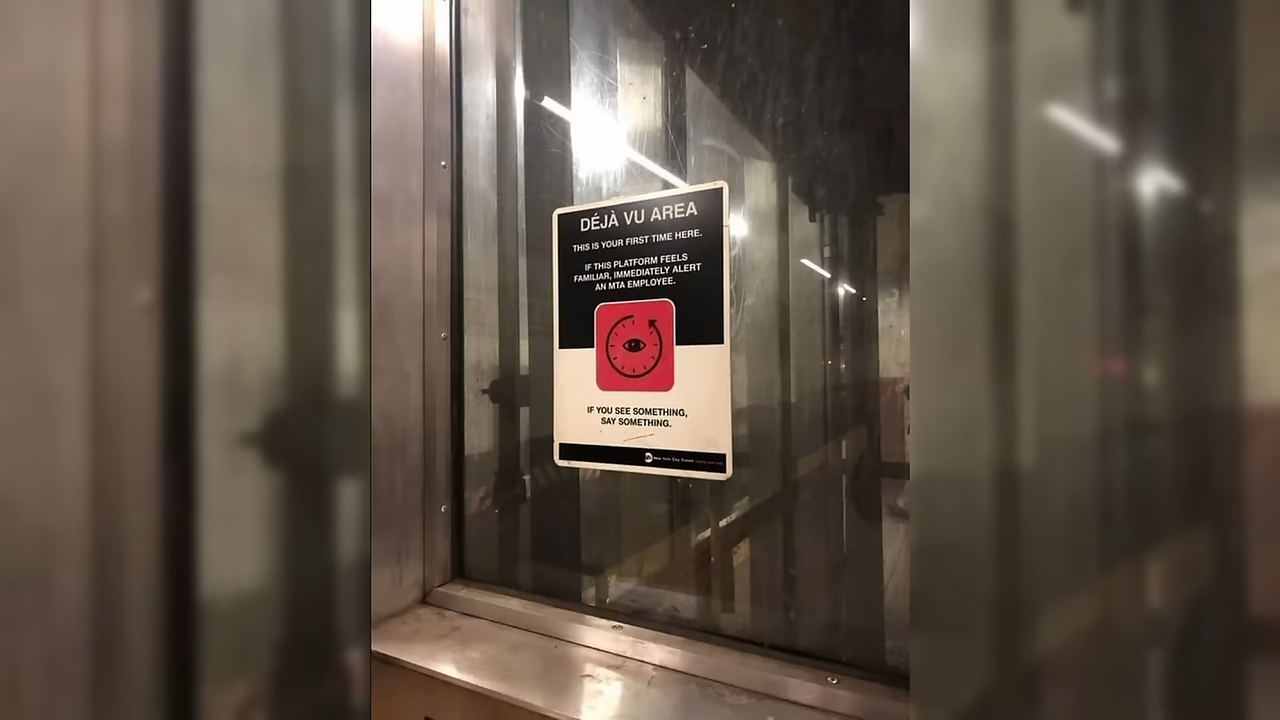 DÉJÀ VU AREA
THIS IS YOUR FIRST TIME HERE.
IF THIS PLATFORM FEELS
FAMILIAR, IMMEDIATELY ALERT
AN MTA EMPLOYEE.
IF YOU SEE SOMETHING,
SAY SOMETHING.
New York City Transit